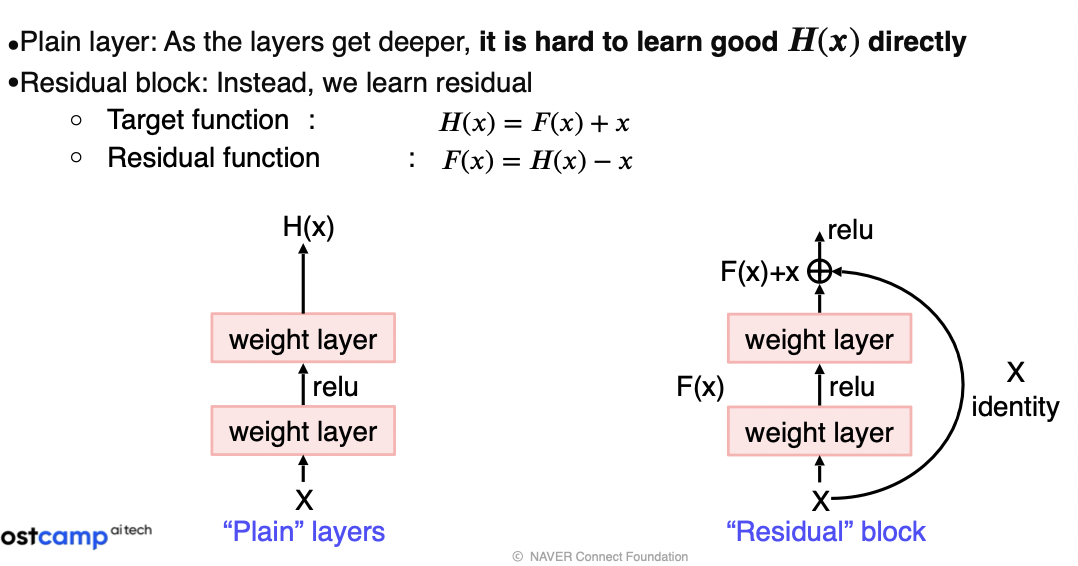 •Plain layer: As the layers get deeper, it is hard to learn good H(x) directly
•Residual block: Instead, we learn residual
○ Target function : H(x) = F(x) + x
○ Residual function : F(x) = H(x) − x
H(x)
weight layer
relu
weight layer
X
"Plain" layers
relu
F(x)+x
weight layer
F(x)
relu
weight layer
X
X
identity
"Residual" block
ostcamp ai tech
© NAVER Connect Foundation